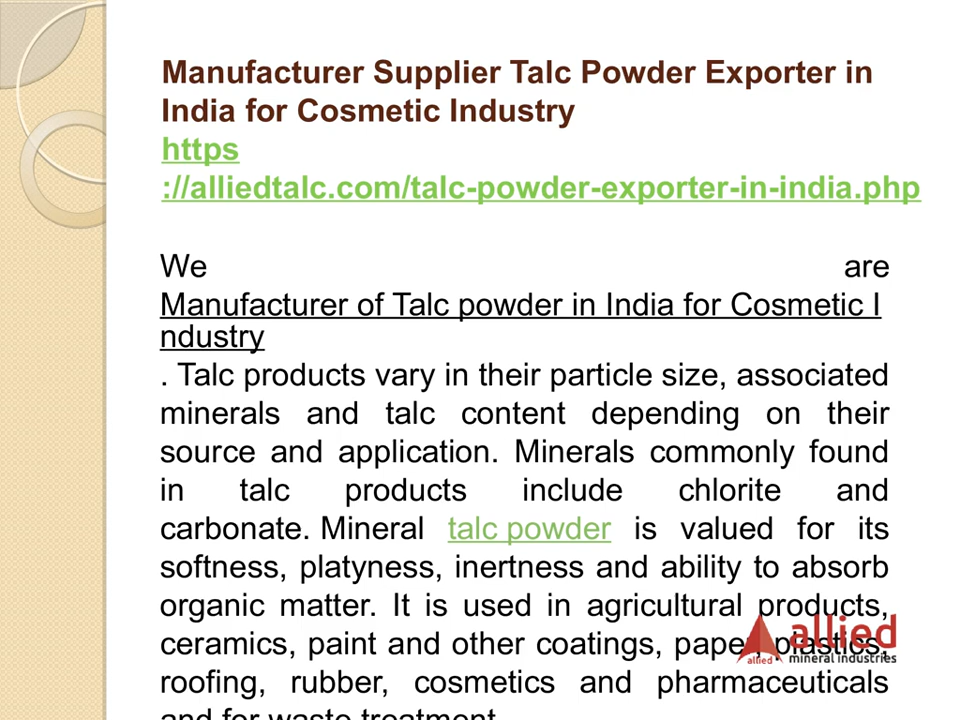 Manufacturer Supplier Talc Powder Exporter in
India for Cosmetic Industry
https
://alliedtalc.com/talc-powder-exporter-in-india.php
We are
Manufacturer of Talc powder in India for Cosmetic I
ndustry
. Talc products vary in their particle size, associated
minerals and talc content depending on their
source and application. Minerals commonly found
in talc products include chlorite and
carbonate. Mineral talc powder is valued for its
softness, platyness, inertness and ability to absorb
organic matter. It is used in agricultural products,
ceramics, paint and other coatings, paper, plastics,
roofing, rubber, cosmetics and pharmaceuticals
and for waste treatment.
allied
allied
mineral industries